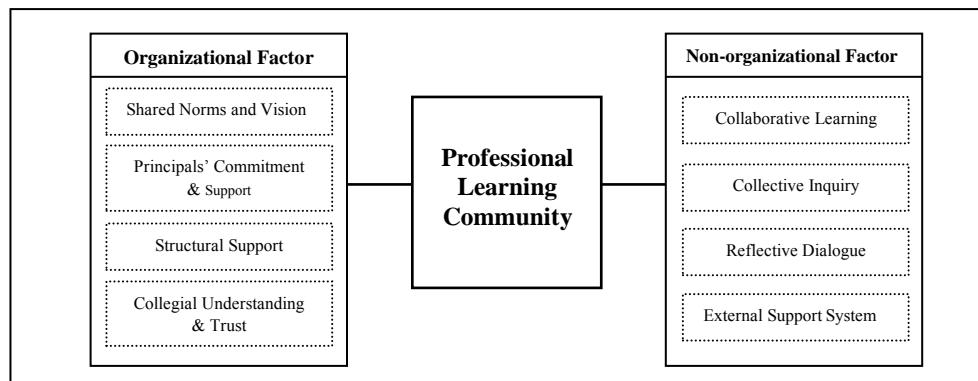 Organizational Factor
Shared Norms and Vision
Principals’ Commitment
& Support
Structural Support
Collegial Understanding
& Trust
Professional
Learning
Community
Non-organizational Factor
Collaborative Learning
Collective Inquiry
Reflective Dialogue
External Support System